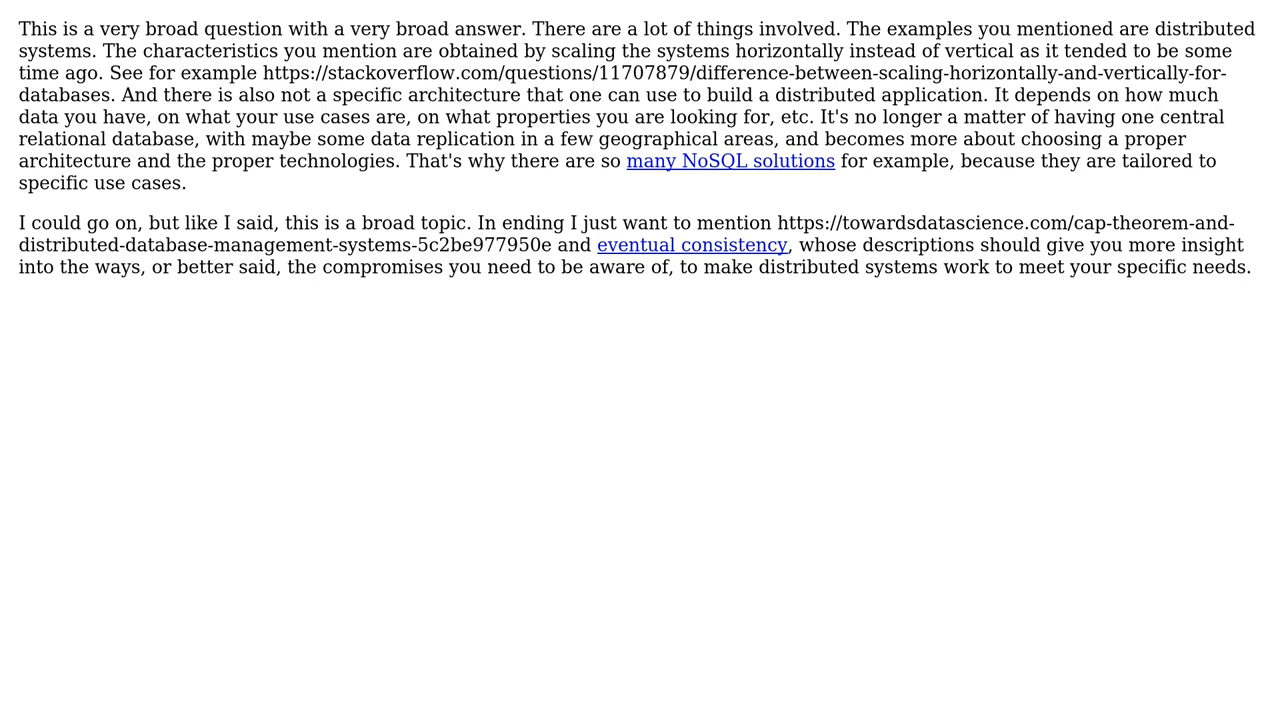 This is a very broad question with a very broad answer. There are a lot of things involved. The examples you mentioned are distributed
systems. The characteristics you mention are obtained by scaling the systems horizontally instead of vertical as it tended to be some
time ago. See for example https://stackoverflow.com/questions/11707879/difference-between-scaling-horizontally-and-vertically-for-
databases. And there is also not a specific architecture that one can use to build a distributed application. It depends on how much
data you have, on what your use cases are, on what properties you are looking for, etc. It's no longer a matter of having one central
relational database, with maybe some data replication in a few geographical areas, and becomes more about choosing a proper
architecture and the proper technologies. That's why there are so many NoSQL solutions for example, because they are tailored to
specific use cases.
I could go on, but like I said, this is a broad topic. In ending I just want to mention https://towardsdatascience.com/cap-theorem-and-
distributed-database-management-systems-5c2be977950e and eventual consistency, whose descriptions should give you more insight
into the ways, or better said, the compromises you need to be aware of, to make distributed systems work to meet your specific needs.